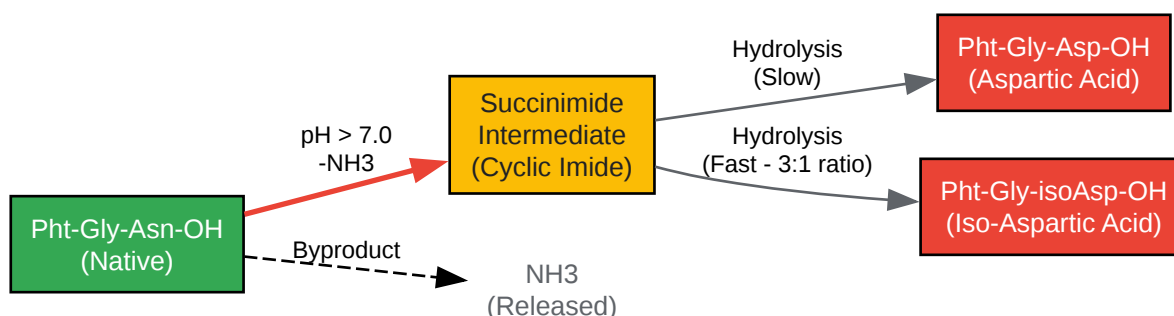 Pht-Gly-Asn-OH
(Native)
pH > 7.0
-NH3
Byproduct
NH3
(Released)
Succinimide
Intermediate
(Cyclic Imide)
Hydrolysis
(Slow)
Hydrolysis
(Fast - 3:1 ratio)
Pht-Gly-Asp-OH
(Aspartic Acid)
Pht-Gly-isoAsp-OH
(Iso-Aspartic Acid)